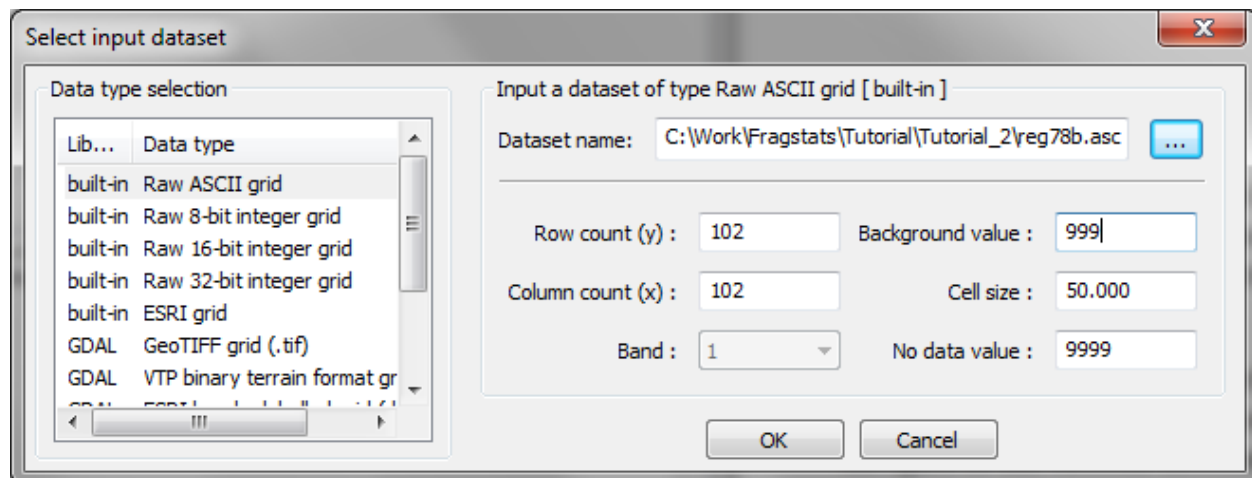 Select input dataset
Data type selection
Lib... Data type
built-in Raw ASCII grid
built-in Raw 8-bit integer grid
built-in Raw 16-bit integer grid
built-in Raw 32-bit integer grid
built-in ESRI grid
GDAL GeoTIFF grid (.tif)
GDAL VTP binary terrain format gr
Input a dataset of type Raw ASCII grid [ built-in ]
Dataset name: C:\Work\Fragstats\Tutorial\Tutorial_2\reg78b.asc ...
Row count (y) : 102 Background value : 999
Column count (x) : 102 Cell size : 50.000
Band : 1 No data value : 9999
OK Cancel